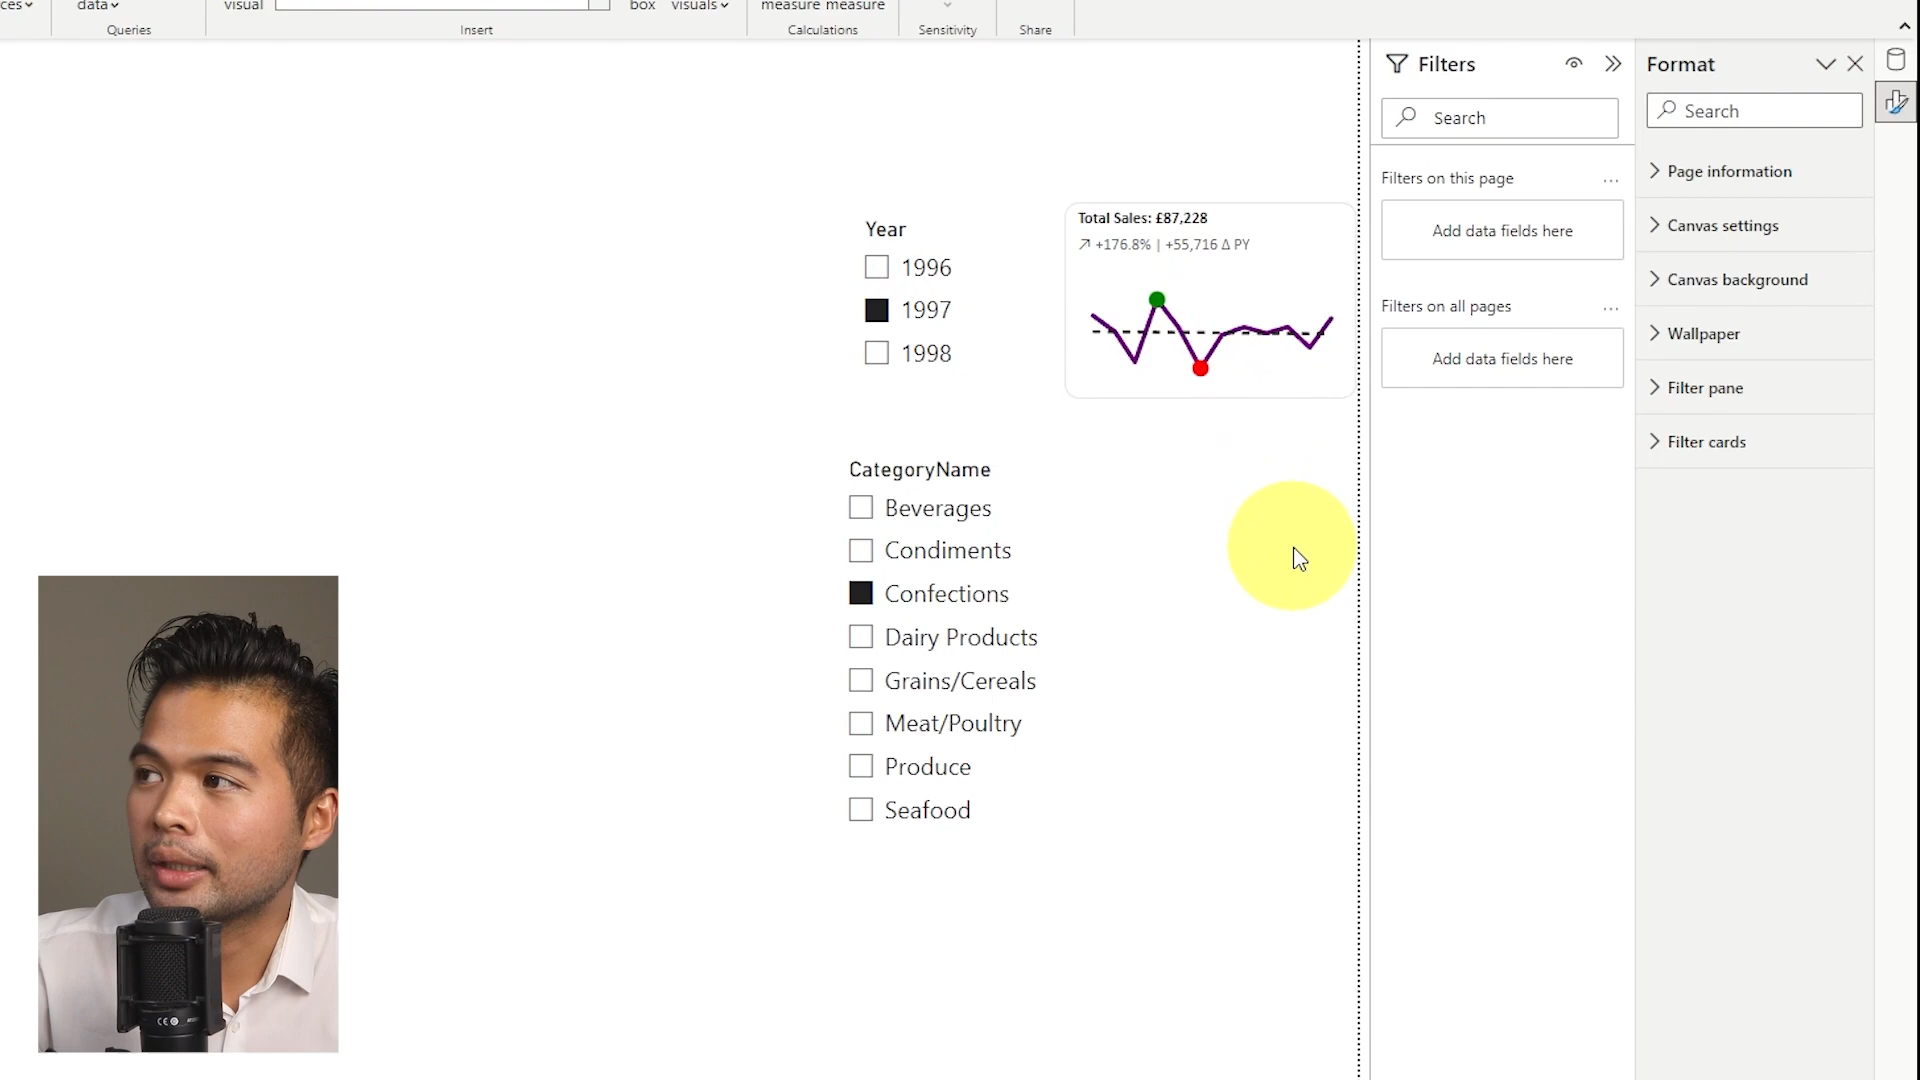 ces
data
visual
box
visuals
measure measure
Queries
Insert
Calculations
Sensitivity
Share
Filters
Search
Filters on this page
...
Add data fields here
Filters on all pages
...
Add data fields here
Format
Search
Page information
Canvas settings
Canvas background
Wallpaper
Filter pane
Filter cards
Year
1996
1997
1998
Total Sales: £87,228
↗ +176.8% | +55,716 Δ PY
CategoryName
Beverages
Condiments
Confections
Dairy Products
Grains/Cereals
Meat/Poultry
Produce
Seafood
CE